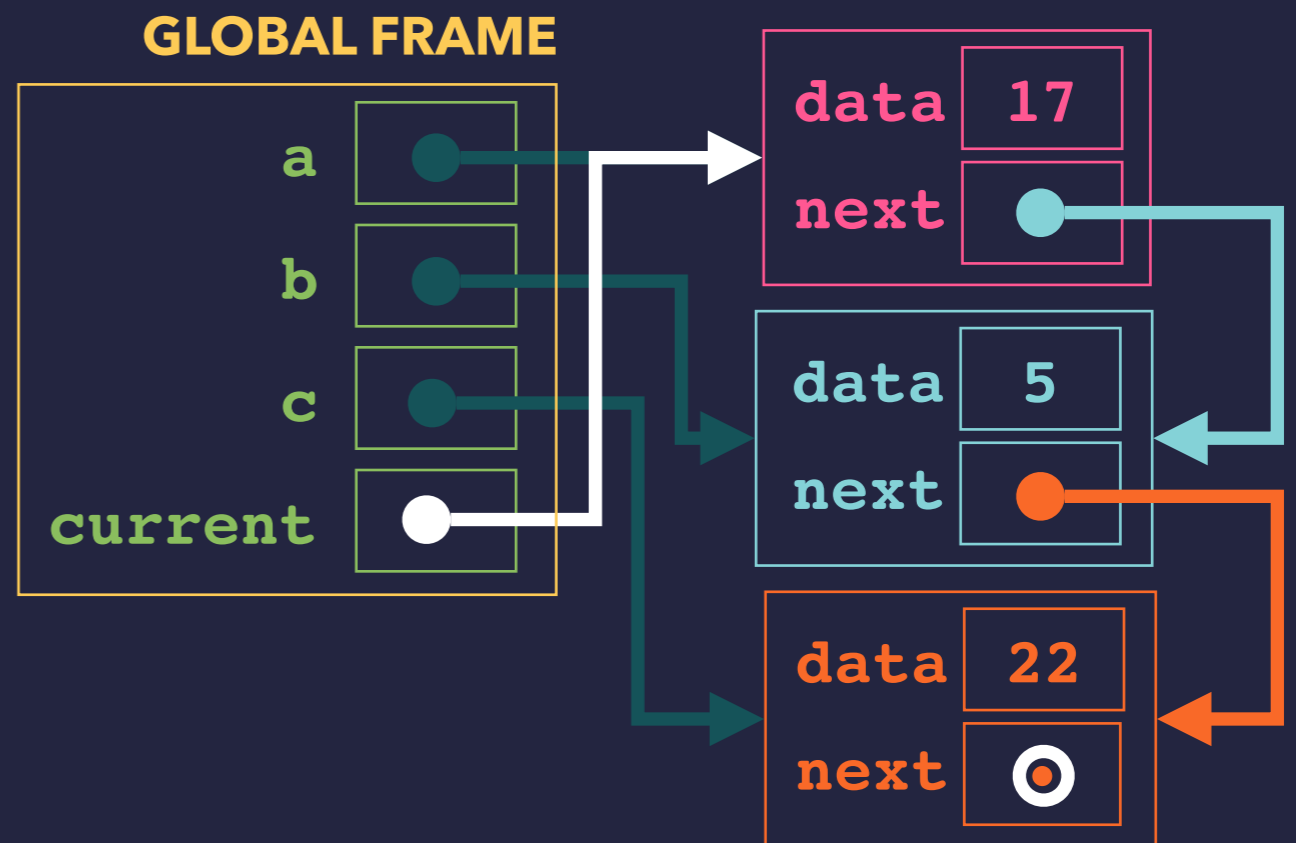 GLOBAL FRAME
a
b
c
current
data 17
next
data 5
next
data 22
next